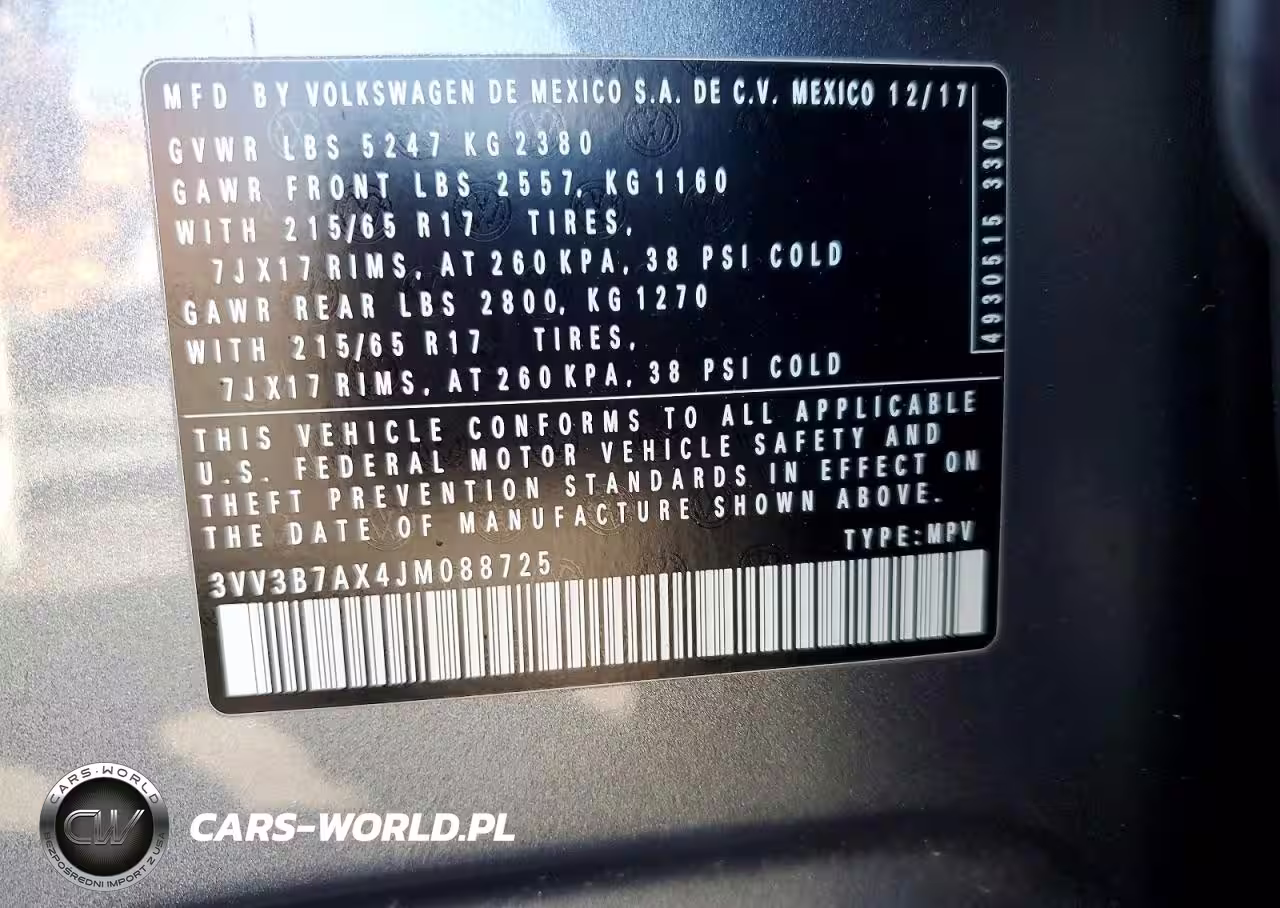 MFD BY VOLKSWAGEN DE MEXICO S.A. DE C.V. MEXICO 12/17
GVWR LBS 5247 KG 2380
GAWR FRONT LBS 2557, KG 1160
WITH 215/65 R17 TIRES,
7JX17 RIMS, AT 260 KPA, 38 PSI COLD
GAWR REAR LBS 2800, KG 1270
WITH 215/65 R17 TIRES,
7JX17 RIMS, AT 260 KPA, 38 PSI COLD
4930515 3304
THIS VEHICLE CONFORMS TO ALL APPLICABLE
U.S. FEDERAL MOTOR VEHICLE SAFETY AND
THEFT PREVENTION STANDARDS IN EFFECT ON
THE DATE OF MANUFACTURE SHOWN ABOVE.
TYPE:MPV
3VV3B7AX4JM088725
CARS-WORLD
CW
BEZPOŚREDNI IMPORT Z USA
CARS-WORLD.PL